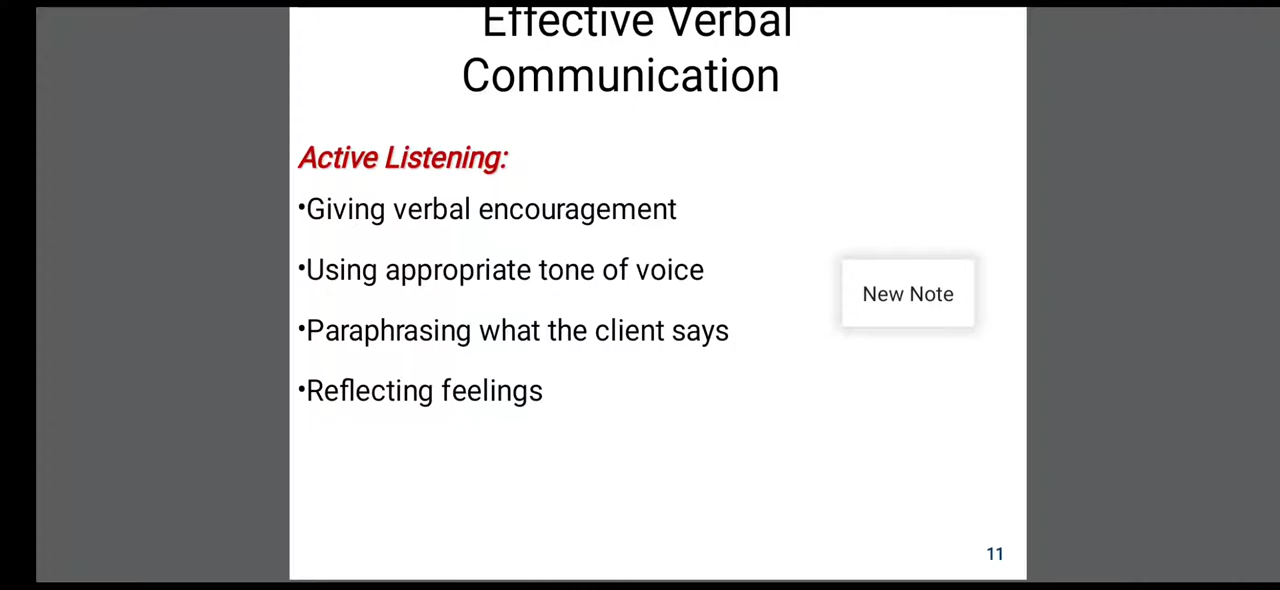 Effective Verbal
Communication
Active Listening:
•Giving verbal encouragement
•Using appropriate tone of voice
New Note
•Paraphrasing what the client says
•Reflecting feelings
11